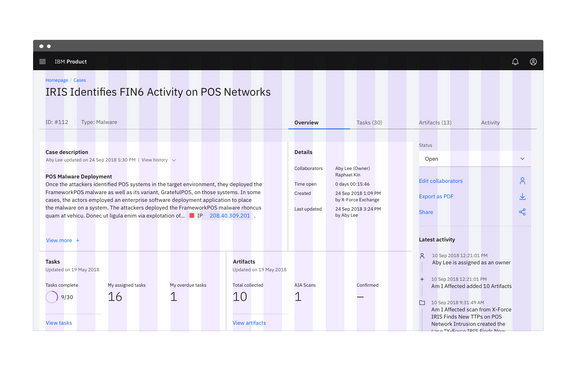 IBM Product
Homepage / Cases
IRIS Identifies FIN6 Activity on POS Networks
ID: #112 Type: Malware
Overview Tasks (30) Artifacts (13) Activity
Case description
Aby Lee updated on 24 Sep 2018 5:30 PM | View history
POS Malware Deployment
Once the attackers identified POS systems in the target environment, they deployed the
FrameworkPOS malware as well as its variant, GratefulPOS, on those systems. In some
cases, the actors employed an enterprise software deployment application to place
the malware on a system. The attackers deployed the FrameworkPOS malware rhoncus
quam at vehicu. Donec ut ligula enim via explotation of... IP 208.40.309.201 .
View more +
Details
Collaborators Aby Lee (Owner)
Raphael Kin
Time open 0 days 00:15:46
Created 24 Sep 2018 1:09 PM
by X-Force Exchange
Last updated 24 Sep 2018 3:24 PM
by Aby Lee
Status
Open
Edit collaborators
Export as PDF
Share
Tasks
Updated on 19 May 2018
Tasks complete My assigned tasks My overdue tasks
9/30 16 1
View tasks
Artifacts
Updated on 19 May 2018
Total collected AIA Scans Confirmed
10 1 —
View artifacts
Latest activity
10 Sep 2018 12:21:01 PM
Aby Lee is assigned as an owner
10 Sep 2018 12:21:01 PM
Am I Affected added 10 Artifacts
10 Sep 2018 9:31:49 AM
Am I Affected scan from X-Force
IRIS Finds New TTPs on POS
Network Intrusion created the
case "X-Force IRIS Finds New